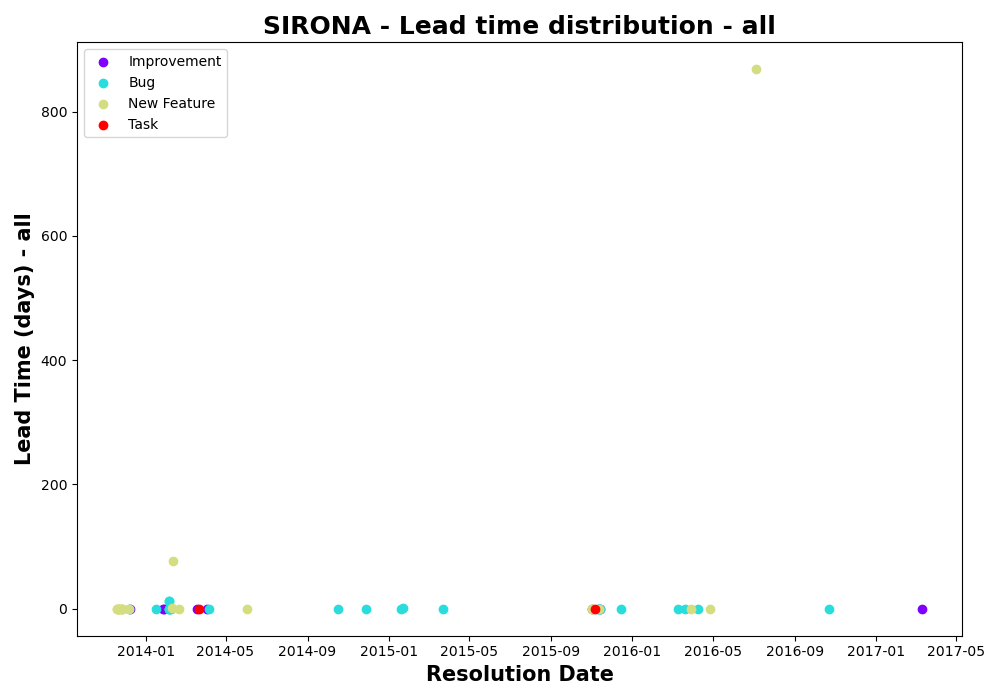 SIRONA - Lead time distribution - all
Improvement
Bug
New Feature
Task
Lead Time (days) - all
800
600
400
200
0
2014-01 2014-05 2014-09 2015-01 2015-05 2015-09 2016-01 2016-05 2016-09 2017-01 2017-05
Resolution Date